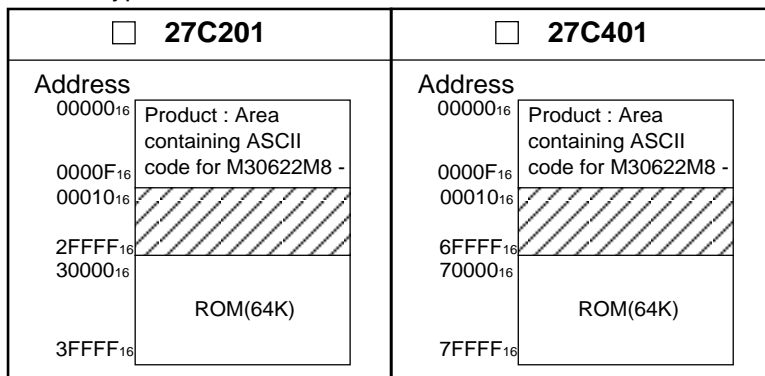 □ 27C201
Address
00000₁₆
Product : Area
containing ASCII
0000F₁₆ code for M30622M8 -
00010₁₆
2FFFF₁₆
30000₁₆
ROM(64K)
3FFFF₁₆
□ 27C401
Address
00000₁₆
Product : Area
containing ASCII
0000F₁₆ code for M30622M8 -
00010₁₆
6FFFF₁₆
70000₁₆
ROM(64K)
7FFFF₁₆